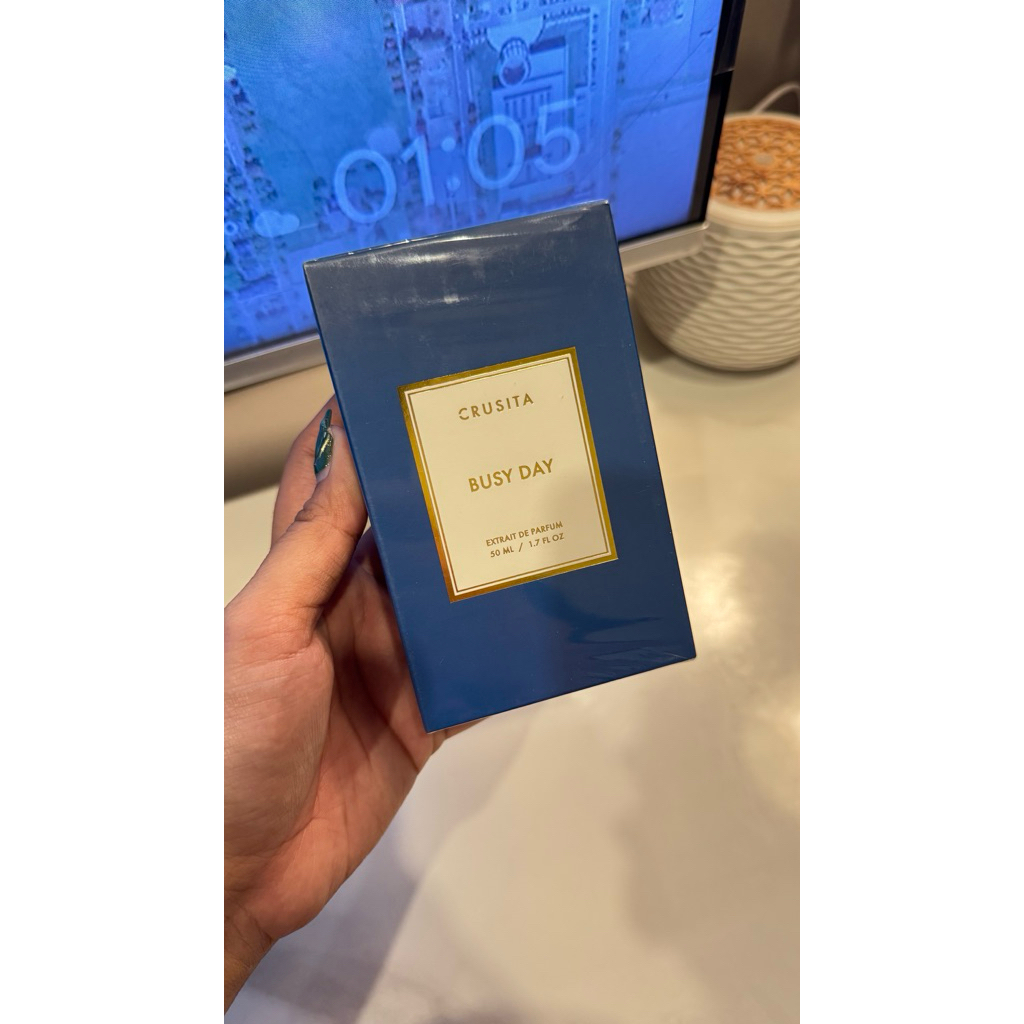 01:05
CRUSITA
BUSY DAY
EXTRAIT DE PARFUM
50 ML / 1.7 FL OZ